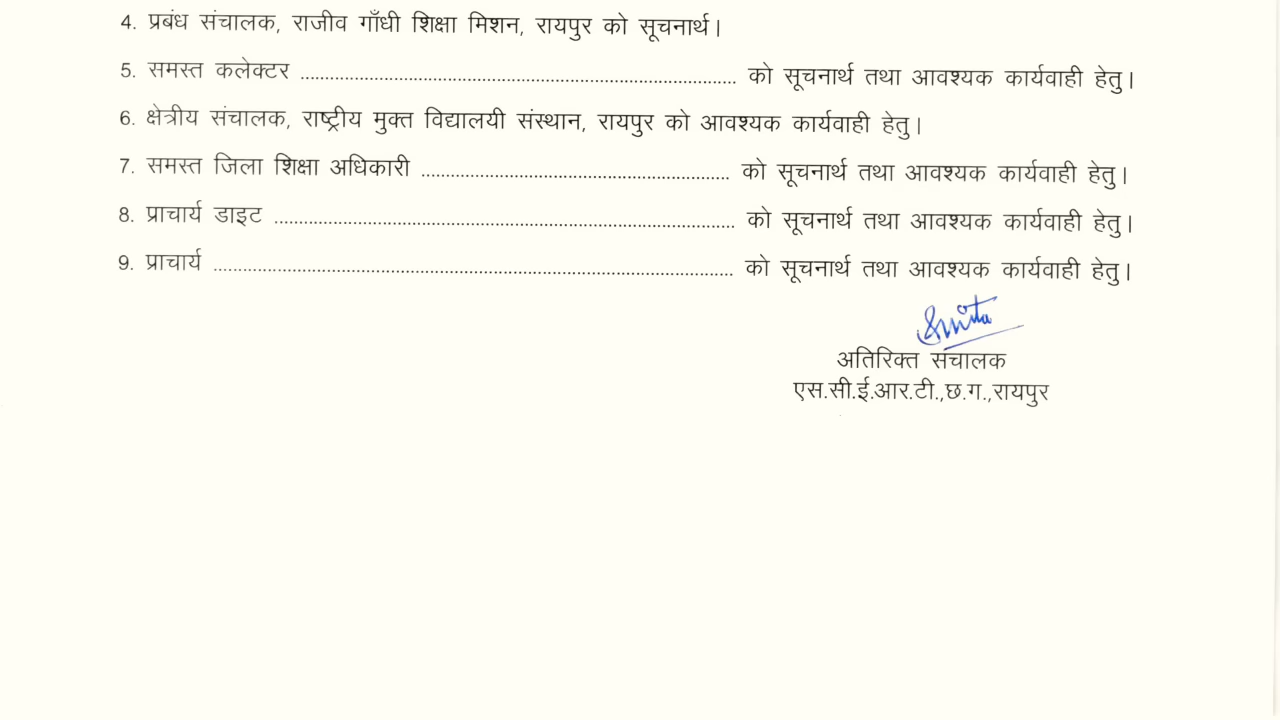 4. प्रबंध संचालक, राजीव गाँधी शिक्षा मिशन, रायपुर को सूचनार्थ।
5. समस्त कलेक्टर .......................................................................... को सूचनार्थ तथा आवश्यक कार्यवाही हेतु।
6. क्षेत्रीय संचालक, राष्ट्रीय मुक्त विद्यालयी संस्थान, रायपुर को आवश्यक कार्यवाही हेतु।
7. समस्त जिला शिक्षा अधिकारी .................................................... को सूचनार्थ तथा आवश्यक कार्यवाही हेतु।
8. प्राचार्य डाइट .............................................................................. को सूचनार्थ तथा आवश्यक कार्यवाही हेतु।
9. प्राचार्य ........................................................................................ को सूचनार्थ तथा आवश्यक कार्यवाही हेतु।
Smita
अतिरिक्त संचालक
एस.सी.ई.आर.टी.,छ.ग.,रायपुर